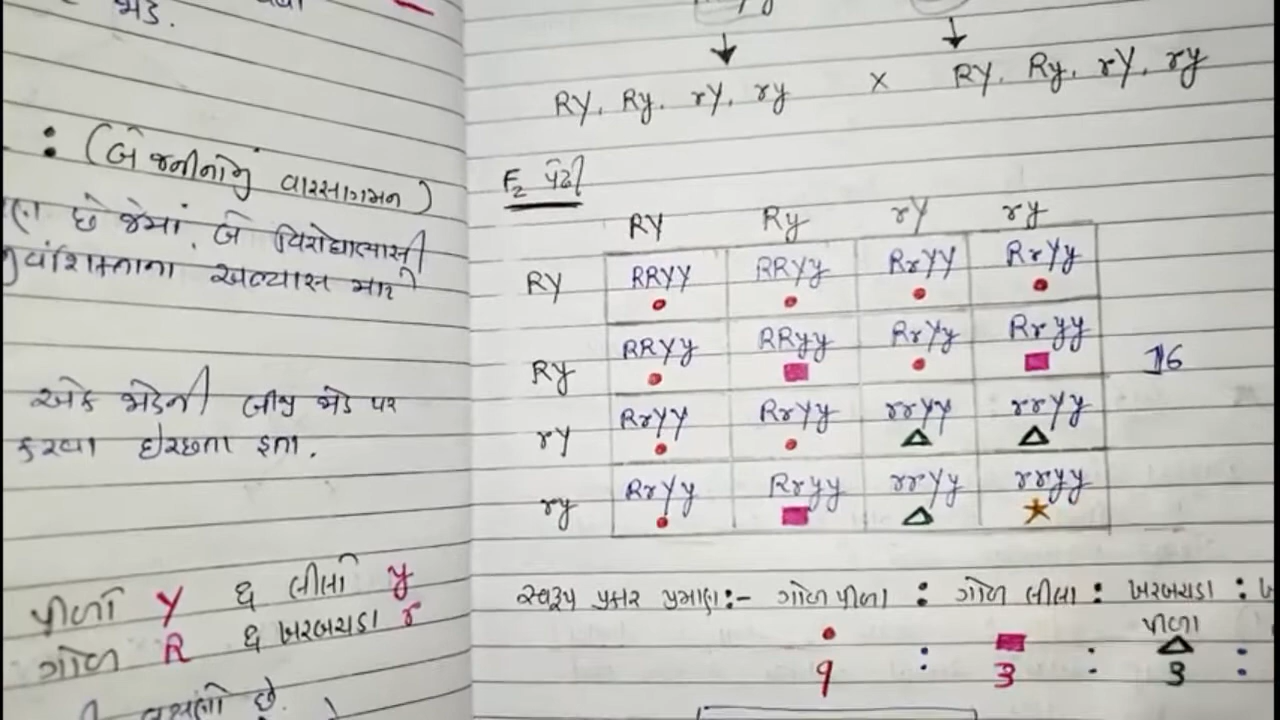 ભેદ.
: (બે જનીનોનું વારસાગમન)
છે જેમાં બે વિરોધાભાસી
અભ્યાસ માટે
એક ભેદની બીજા ભેદ પર
કરવા ઇચ્છતા હતા.
પીળા Y છે લીલો y
ગોળ R છે ખરબચડા r
છે.
RY, Ry, rY, ry × RY, Ry, rY, ry
F₂ પેઢી
RY Ry rY ry
RY RRYY RRYy RrYY RrYy
Ry RRYy RRyy RrYy Rryy 16
rY RrYY RrYy rrYY rrYy
ry RrYy Rryy rrYy rryy
સ્વરૂપ પ્રકાર પ્રમાણ:- ગોળ પીળા : ગોળ લીલા : ખરબચડા :
પીળા
9 : 3 : 3 :